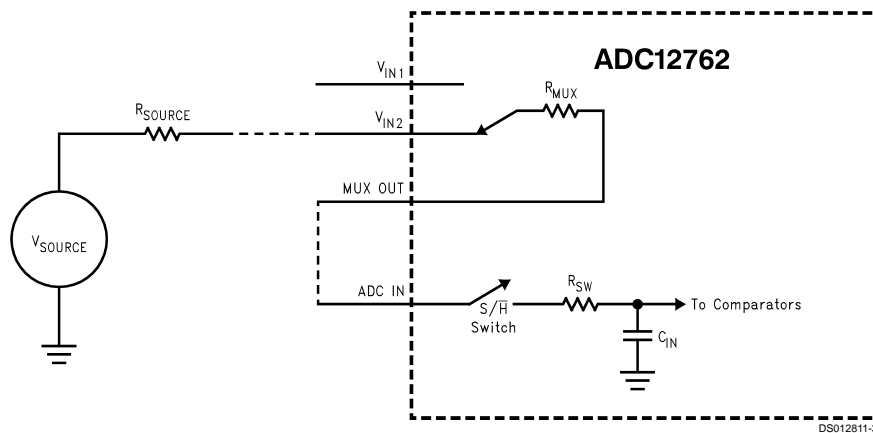 ADC12762
V_IN1
R_MUX
R_SOURCE
V_IN2
MUX OUT
V_SOURCE
ADC IN
R_SW
S/H̅
Switch
To Comparators
C_IN